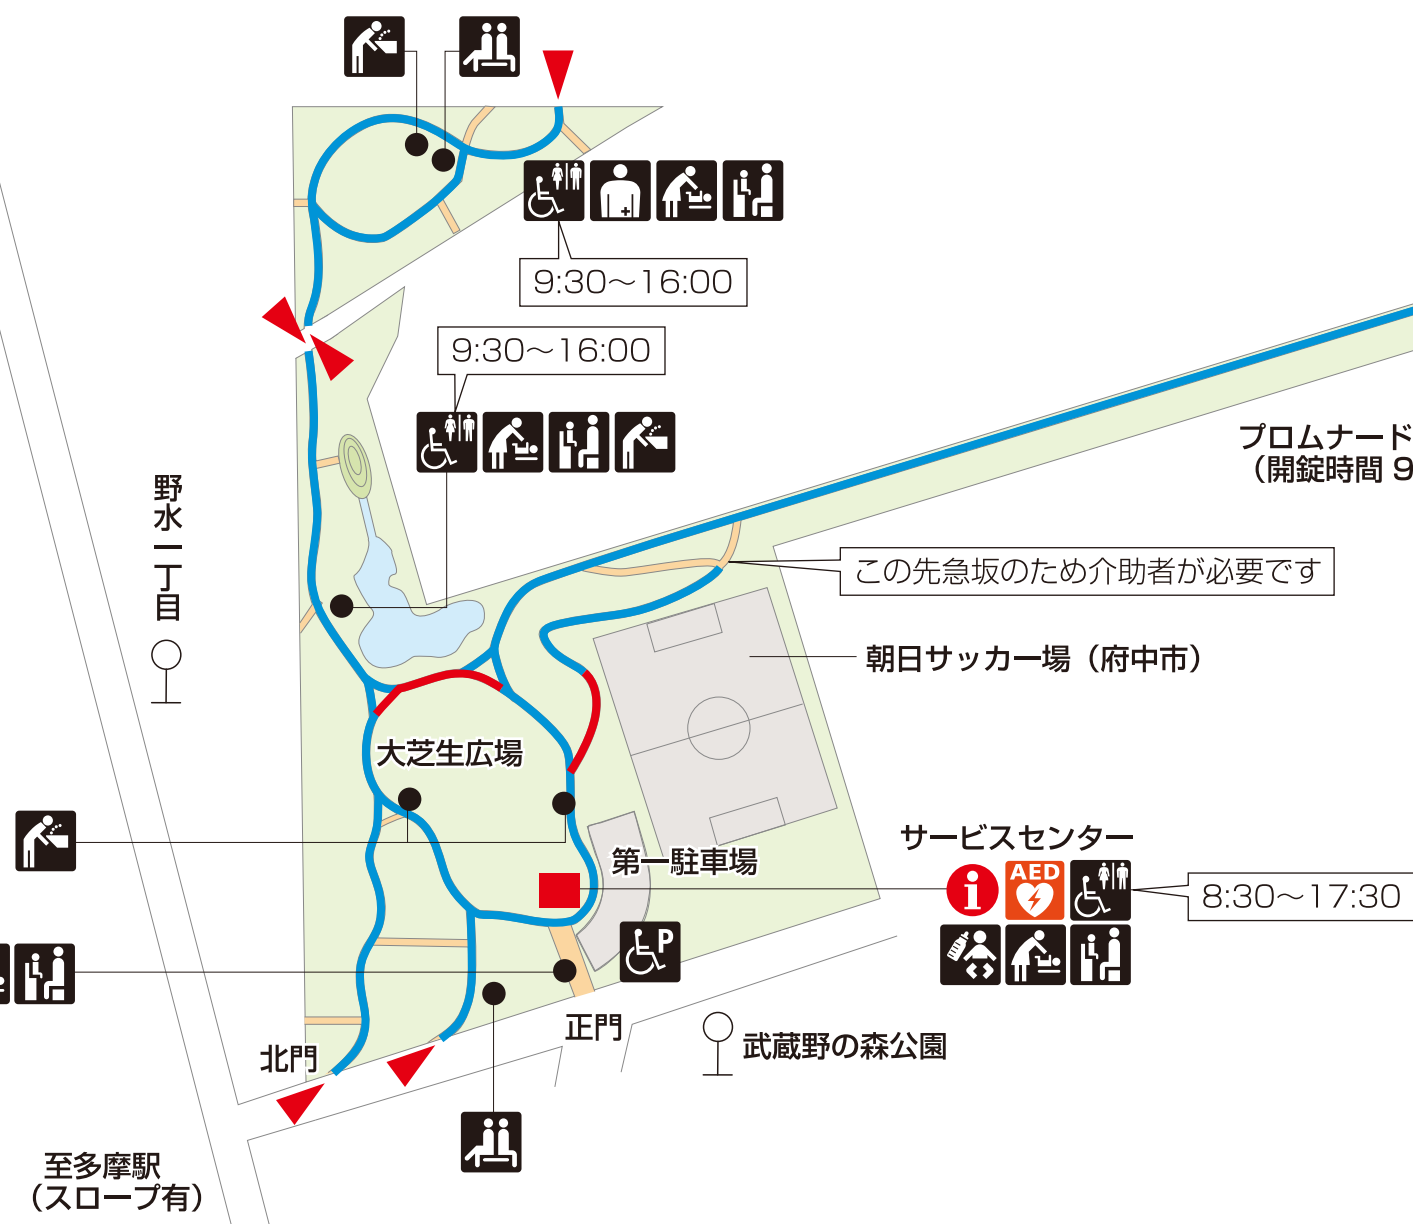 9:30～16:00
9:30～16:00
プロムナード
（開錠時間 9
野水一丁目
この先急坂のため介助者が必要です
朝日サッカー場（府中市）
大芝生広場
サービスセンター
第一駐車場
AED
8:30～17:30
P
正門
武蔵野の森公園
北門
至多摩駅
（スロープ有）